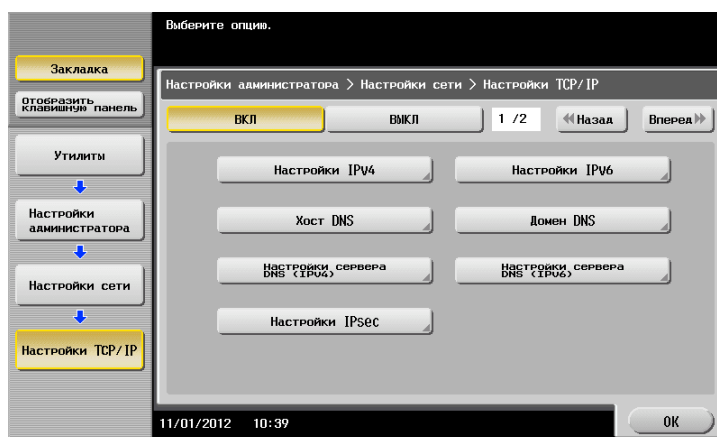 Выберите опцию.
Закладка
Отобразить
клавишную панель
Настройки администратора > Настройки сети > Настройки TCP/IP
ВКЛ
ВЫКЛ
1 /2
Назад
Вперед
Утилиты
Настройки
администратора
Настройки сети
Настройки TCP/IP
Настройки IPv4
Настройки IPv6
Хост DNS
Домен DNS
Настройки сервера
DNS (IPv4)
Настройки сервера
DNS (IPv6)
Настройки IPsec
11/01/2012 10:39
OK